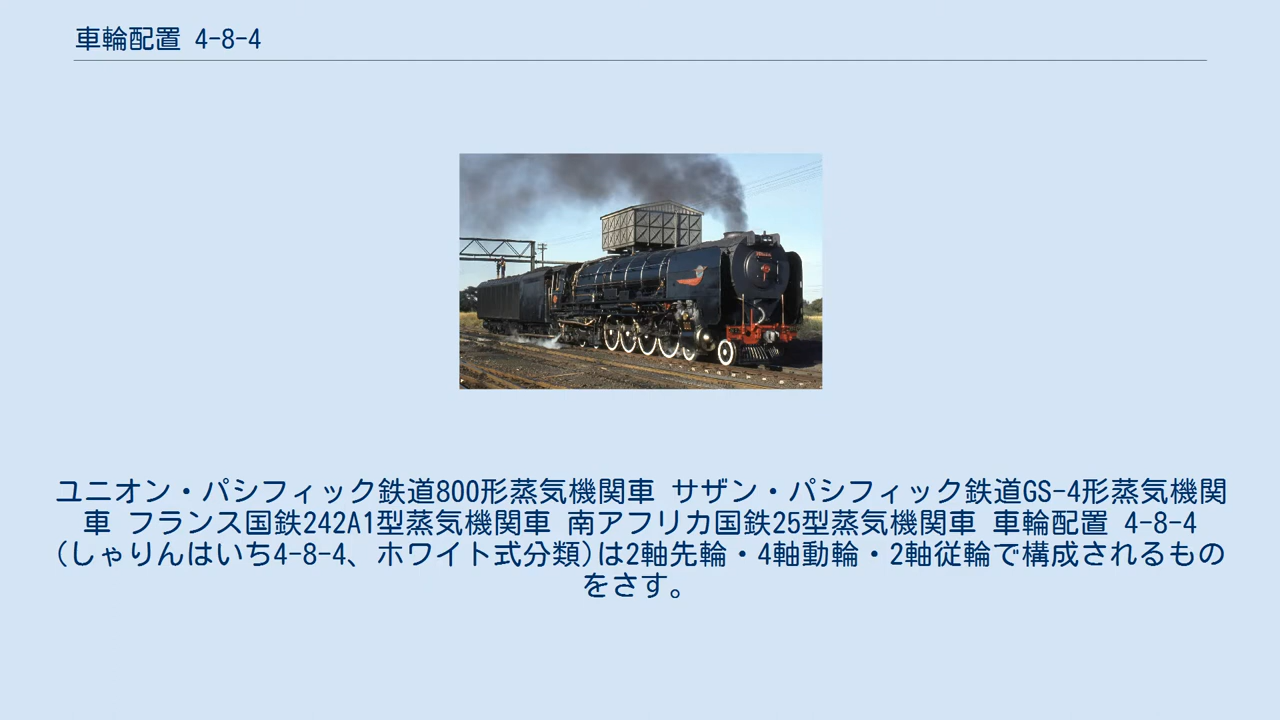 車輪配置 4-8-4
ユニオン・パシフィック鉄道800形蒸気機関車 サザン・パシフィック鉄道GS-4形蒸気機関
車 フランス国鉄242A1型蒸気機関車 南アフリカ国鉄25型蒸気機関車 車輪配置 4-8-4
(しゃりんはいち4-8-4、ホワイト式分類)は2軸先輪・4軸動輪・2軸従輪で構成されるもの
をさす。